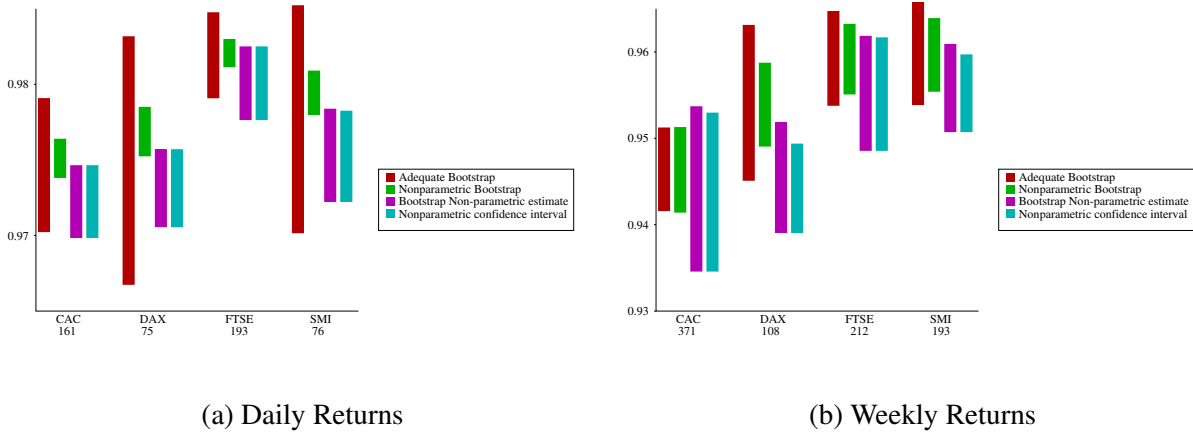 0.98
0.97
CAC DAX FTSE SMI
161 75 193 76
Adequate Bootstrap
Nonparametric Bootstrap
Bootstrap Non-parametric estimate
Nonparametric confidence interval
(a) Daily Returns
0.96
0.95
0.94
0.93
CAC DAX FTSE SMI
371 108 212 193
Adequate Bootstrap
Nonparametric Bootstrap
Bootstrap Non-parametric estimate
Nonparametric confidence interval
(b) Weekly Returns